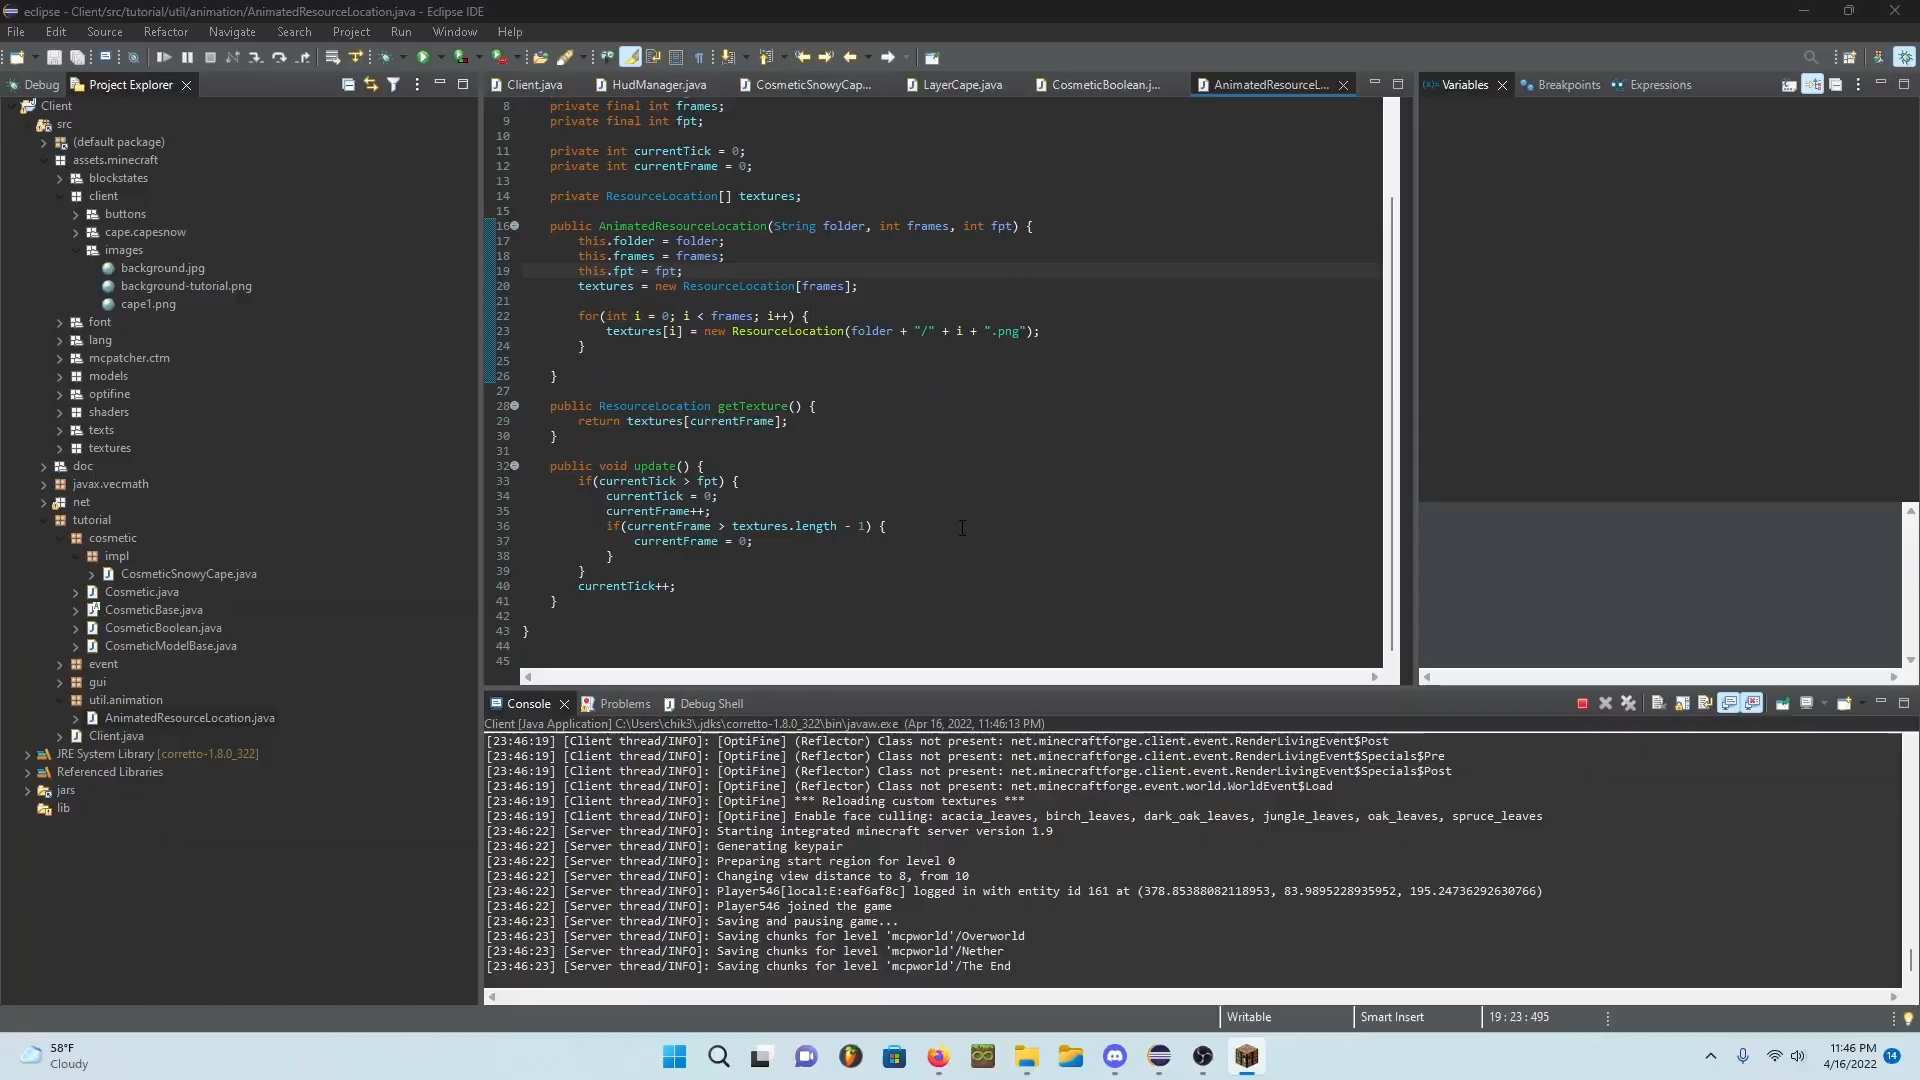 eclipse - Client/src/tutorial/util/animation/AnimatedResourceLocation.java - Eclipse IDE
File Edit Source Refactor Navigate Search Project Run Window Help
Debug Project Explorer
Client.java HudManager.java CosmeticSnowyCap... LayerCape.java CosmeticBoolean.j... AnimatedResourceL...
(x)= Variables Breakpoints Expressions
Client
src
(default package)
assets.minecraft
blockstates
client
buttons
cape.capesnow
images
background.jpg
background-tutorial.png
cape1.png
font
lang
mcpatcher.ctm
models
optifine
shaders
texts
textures
doc
javax.vecmath
net
tutorial
cosmetic
impl
CosmeticSnowyCape.java
Cosmetic.java
CosmeticBase.java
CosmeticBoolean.java
CosmeticModelBase.java
event
gui
util.animation
AnimatedResourceLocation.java
Client.java
JRE System Library [corretto-1.8.0_322]
Referenced Libraries
jars
lib
8 private final int frames;
9 private final int fpt;
10
11 private int currentTick = 0;
12 private int currentFrame = 0;
13
14 private ResourceLocation[] textures;
15
16 public AnimatedResourceLocation(String folder, int frames, int fpt) {
17 this.folder = folder;
18 this.frames = frames;
19 this.fpt = fpt;
20 textures = new ResourceLocation[frames];
21
22 for(int i = 0; i < frames; i++) {
23 textures[i] = new ResourceLocation(folder + "/" + i + ".png");
24 }
25
26 }
27
28 public ResourceLocation getTexture() {
29 return textures[currentFrame];
30 }
31
32 public void update() {
33 if(currentTick > fpt) {
34 currentTick = 0;
35 currentFrame++;
36 if(currentFrame > textures.length - 1) {
37 currentFrame = 0;
38 }
39 }
40 currentTick++;
41 }
42
43 }
44
45
Console Problems Debug Shell
Client [Java Application] C:\Users\chik3\.jdks\corretto-1.8.0_322\bin\javaw.exe (Apr 16, 2022, 11:46:13 PM)
[23:46:19] [Client thread/INFO]: [OptiFine] (Reflector) Class not present: net.minecraftforge.client.event.RenderLivingEvent$Post
[23:46:19] [Client thread/INFO]: [OptiFine] (Reflector) Class not present: net.minecraftforge.client.event.RenderLivingEvent$Specials$Pre
[23:46:19] [Client thread/INFO]: [OptiFine] (Reflector) Class not present: net.minecraftforge.client.event.RenderLivingEvent$Specials$Post
[23:46:19] [Client thread/INFO]: [OptiFine] (Reflector) Class not present: net.minecraftforge.event.world.WorldEvent$Load
[23:46:19] [Client thread/INFO]: [OptiFine] *** Reloading custom textures ***
[23:46:19] [Client thread/INFO]: [OptiFine] Enable face culling: acacia_leaves, birch_leaves, dark_oak_leaves, jungle_leaves, oak_leaves, spruce_leaves
[23:46:22] [Server thread/INFO]: Starting integrated minecraft server version 1.9
[23:46:22] [Server thread/INFO]: Generating keypair
[23:46:22] [Server thread/INFO]: Preparing start region for level 0
[23:46:22] [Server thread/INFO]: Changing view distance to 8, from 10
[23:46:22] [Server thread/INFO]: Player546[local:E:eaf6af8c] logged in with entity id 161 at (378.85388082118953, 83.9895228935952, 195.24736292630766)
[23:46:22] [Server thread/INFO]: Player546 joined the game
[23:46:23] [Server thread/INFO]: Saving and pausing game...
[23:46:23] [Server thread/INFO]: Saving chunks for level 'mcpworld'/Overworld
[23:46:23] [Server thread/INFO]: Saving chunks for level 'mcpworld'/Nether
[23:46:23] [Server thread/INFO]: Saving chunks for level 'mcpworld'/The End
Writable Smart Insert 19 : 23 : 495
58°F
Cloudy
11:46 PM
4/16/2022
14